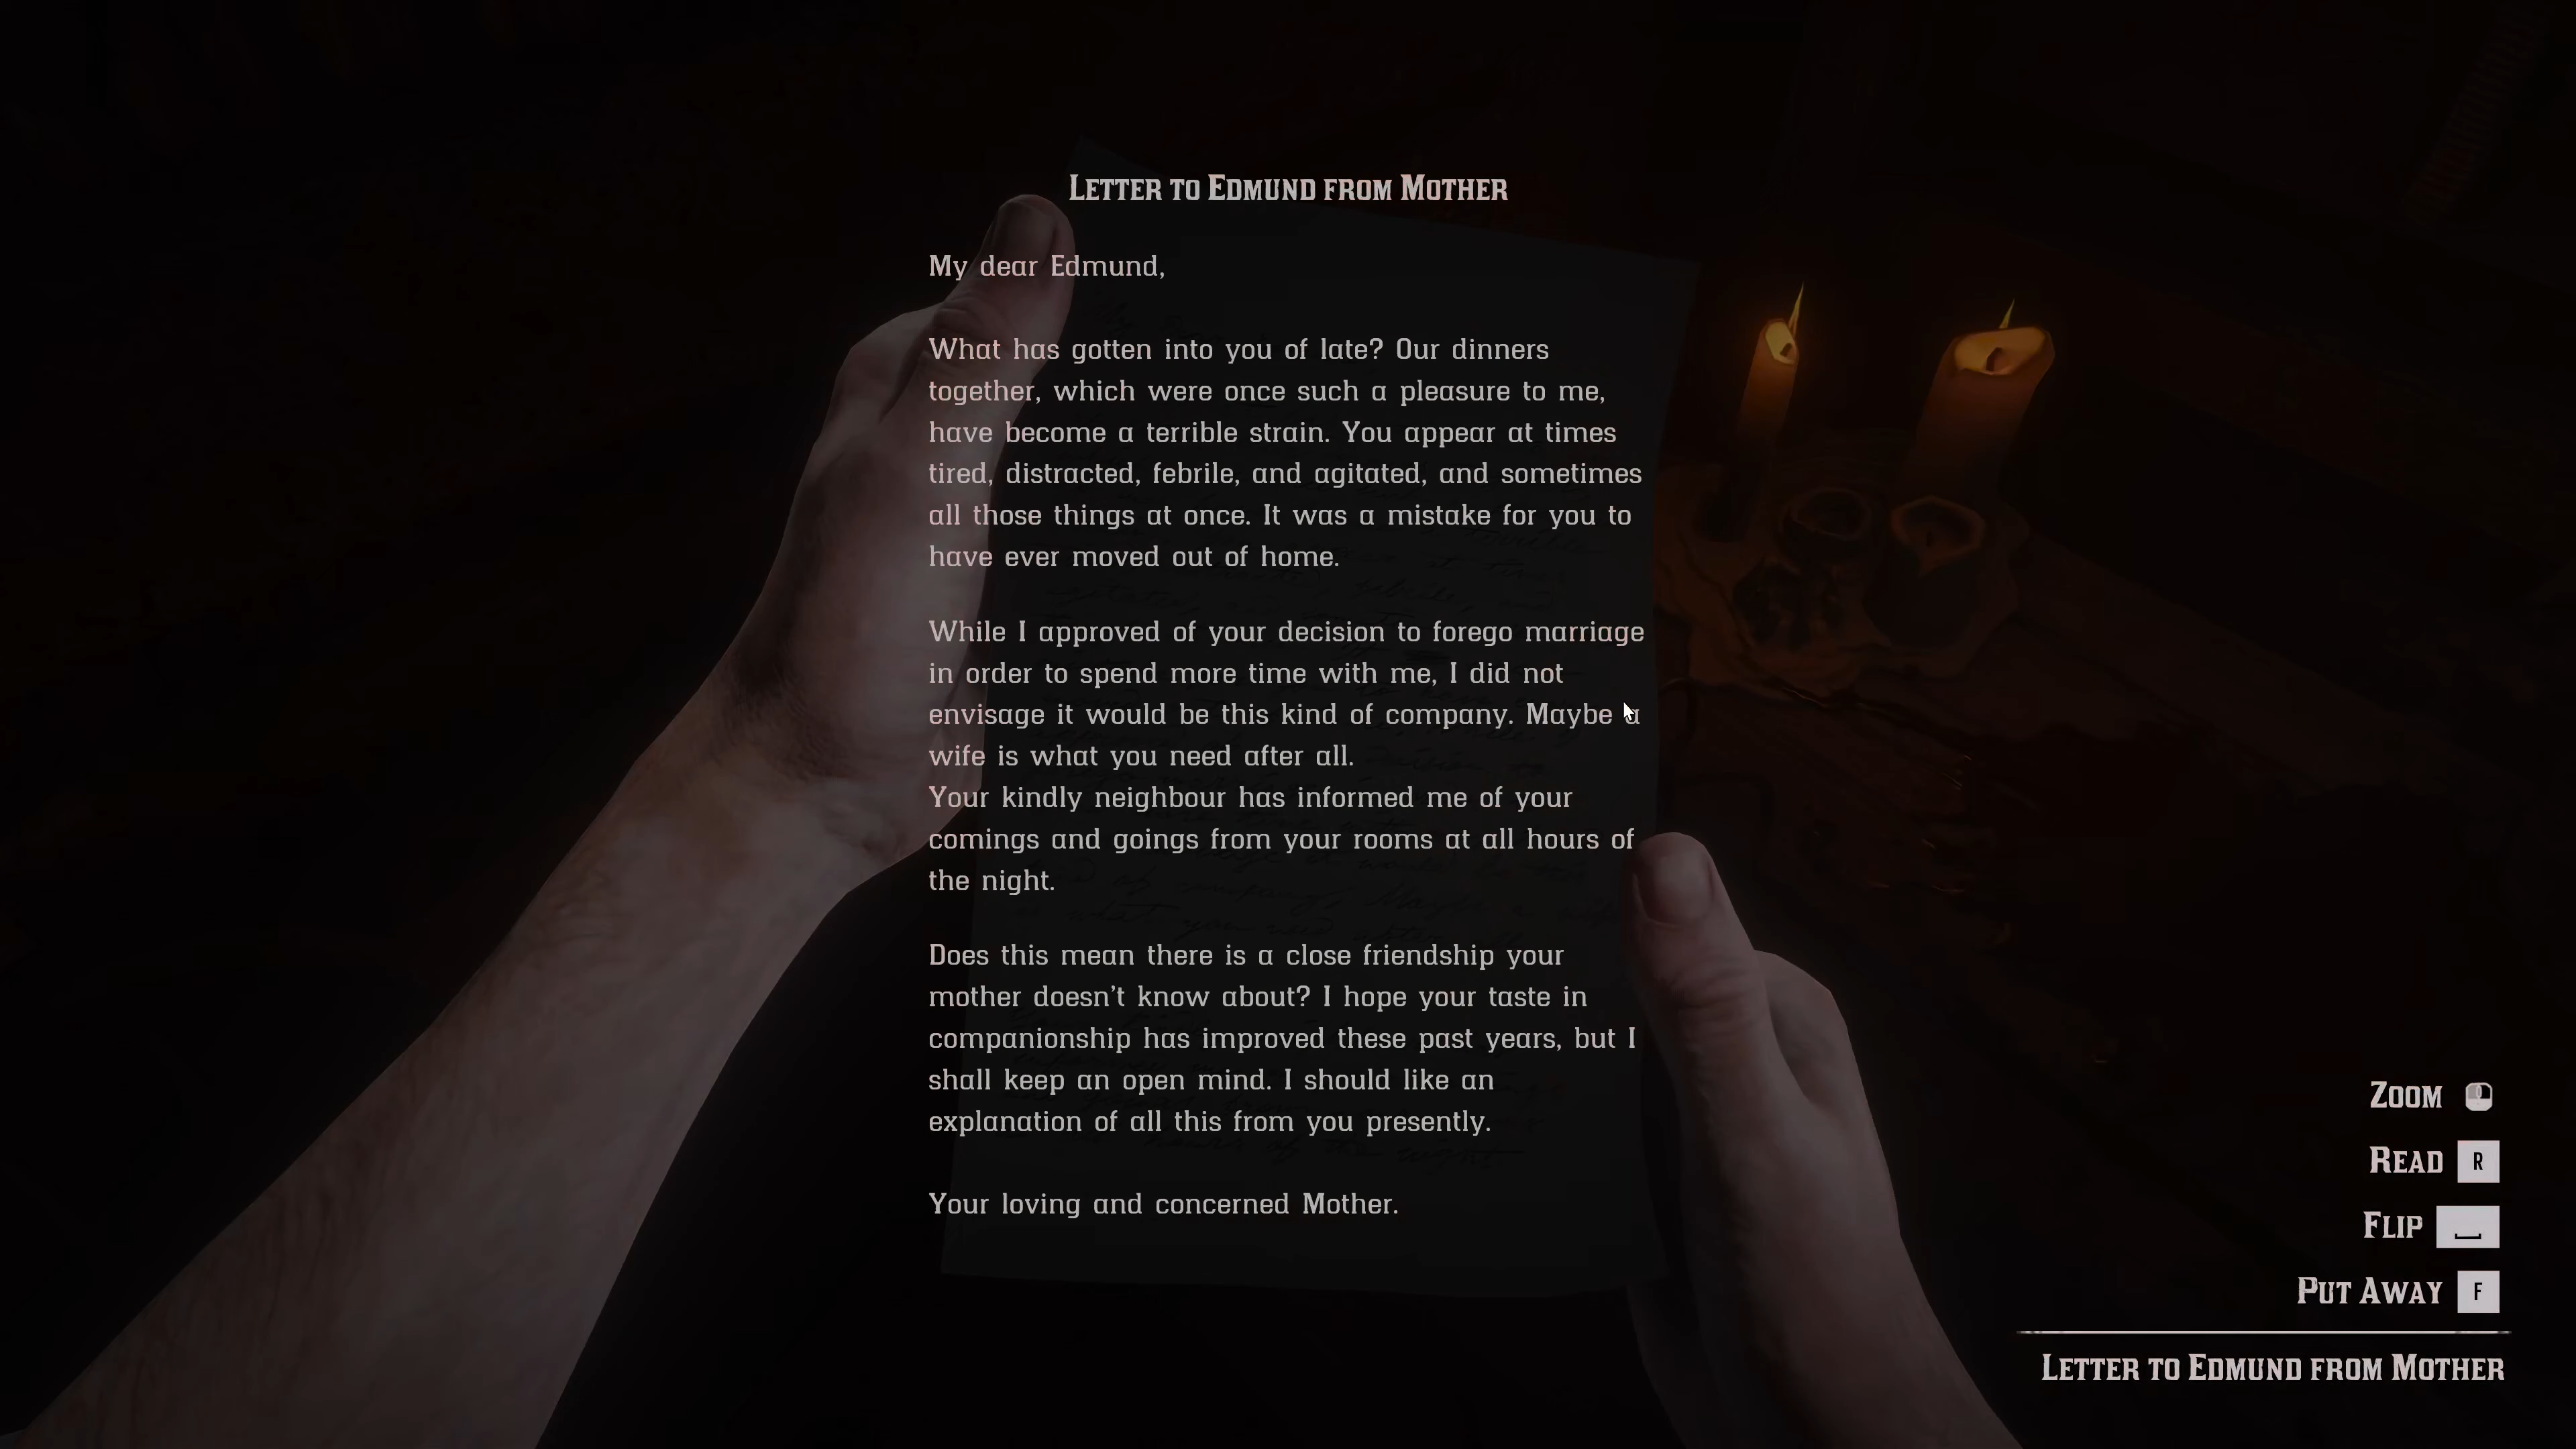 Letter to Edmund from Mother
My dear Edmund,
What has gotten into you of late? Our dinners
together, which were once such a pleasure to me,
have become a terrible strain. You appear at times
tired, distracted, febrile, and agitated, and sometimes
all those things at once. It was a mistake for you to
have ever moved out of home.
While I approved of your decision to forego marriage
in order to spend more time with me, I did not
envisage it would be this kind of company. Maybe a
wife is what you need after all.
Your kindly neighbour has informed me of your
comings and goings from your rooms at all hours of
the night.
Does this mean there is a close friendship your
mother doesn't know about? I hope your taste in
companionship has improved these past years, but I
shall keep an open mind. I should like an
explanation of all this from you presently.
Your loving and concerned Mother.
Zoom
Read R
Flip
Put Away F
Letter to Edmund from Mother